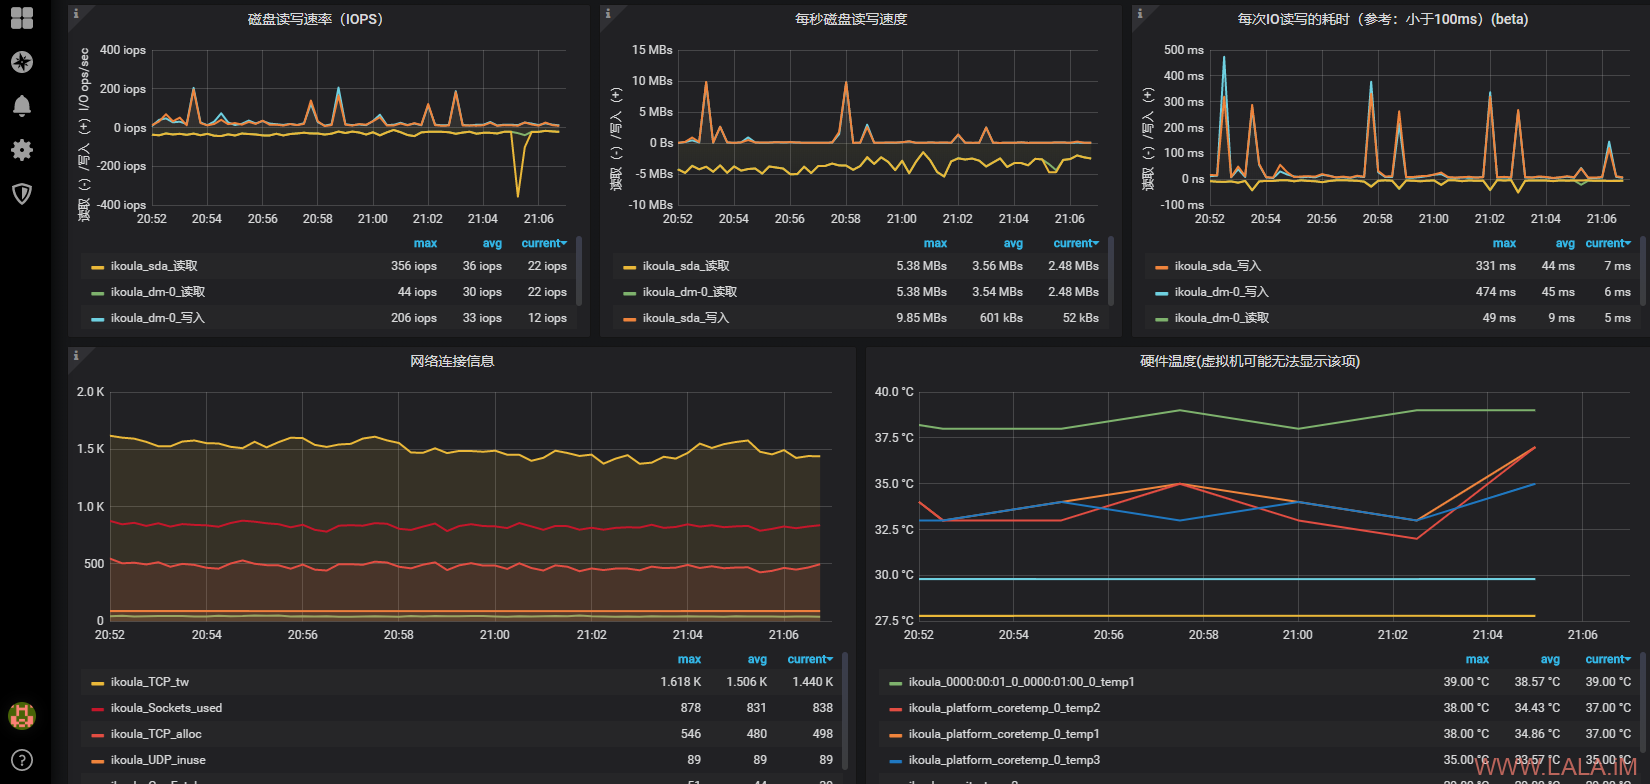 磁盘读写速率（IOPS）
读取（-）/写入（+）I/O ops/sec
400 iops
200 iops
0 iops
-200 iops
-400 iops
20:52 20:54 20:56 20:58 21:00 21:02 21:04 21:06
max avg current
ikoula_sda_读取 356 iops 36 iops 22 iops
ikoula_dm-0_读取 44 iops 30 iops 22 iops
ikoula_dm-0_写入 206 iops 33 iops 12 iops
每秒磁盘读写速度
读取（-）/写入（+）
15 MBs
10 MBs
5 MBs
0 Bs
-5 MBs
-10 MBs
20:52 20:54 20:56 20:58 21:00 21:02 21:04 21:06
max avg current
ikoula_sda_读取 5.38 MBs 3.56 MBs 2.48 MBs
ikoula_dm-0_读取 5.38 MBs 3.54 MBs 2.48 MBs
ikoula_sda_写入 9.85 MBs 601 kBs 52 kBs
每次IO读写的耗时（参考：小于100ms）(beta)
读取（-）/写入（+）
500 ms
400 ms
300 ms
200 ms
100 ms
0 ns
-100 ms
20:52 20:54 20:56 20:58 21:00 21:02 21:04 21:06
max avg current
ikoula_sda_写入 331 ms 44 ms 7 ms
ikoula_dm-0_写入 474 ms 45 ms 6 ms
ikoula_dm-0_读取 49 ms 9 ms 5 ms
网络连接信息
2.0 K
1.5 K
1.0 K
500
0
20:52 20:54 20:56 20:58 21:00 21:02 21:04 21:06
max avg current
ikoula_TCP_tw 1.618 K 1.506 K 1.440 K
ikoula_Sockets_used 878 831 838
ikoula_TCP_alloc 546 480 498
ikoula_UDP_inuse 89 89 89
硬件温度(虚拟机可能无法显示该项)
40.0 °C
37.5 °C
35.0 °C
32.5 °C
30.0 °C
27.5 °C
20:52 20:54 20:56 20:58 21:00 21:02 21:04 21:06
max avg current
ikoula_0000:00:01_0_0000:01:00_0_temp1 39.00 °C 38.57 °C 39.00 °C
ikoula_platform_coretemp_0_temp2 38.00 °C 34.43 °C 37.00 °C
ikoula_platform_coretemp_0_temp1 38.00 °C 34.86 °C 37.00 °C
ikoula_platform_coretemp_0_temp3 35.00 °C 33.57 °C 35.00 °C
WWW.LALA.IM